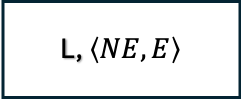 L, ⟨NE, E⟩